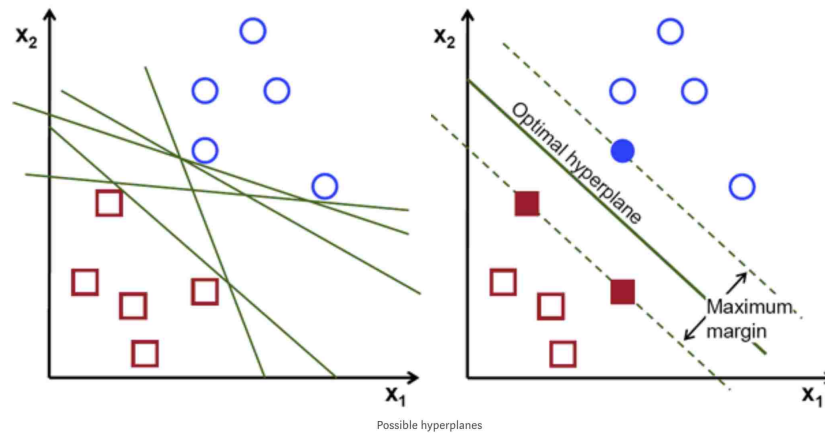 x₂
x₁
x₂
Optimal hyperplane
Maximum
margin
x₁
Possible hyperplanes